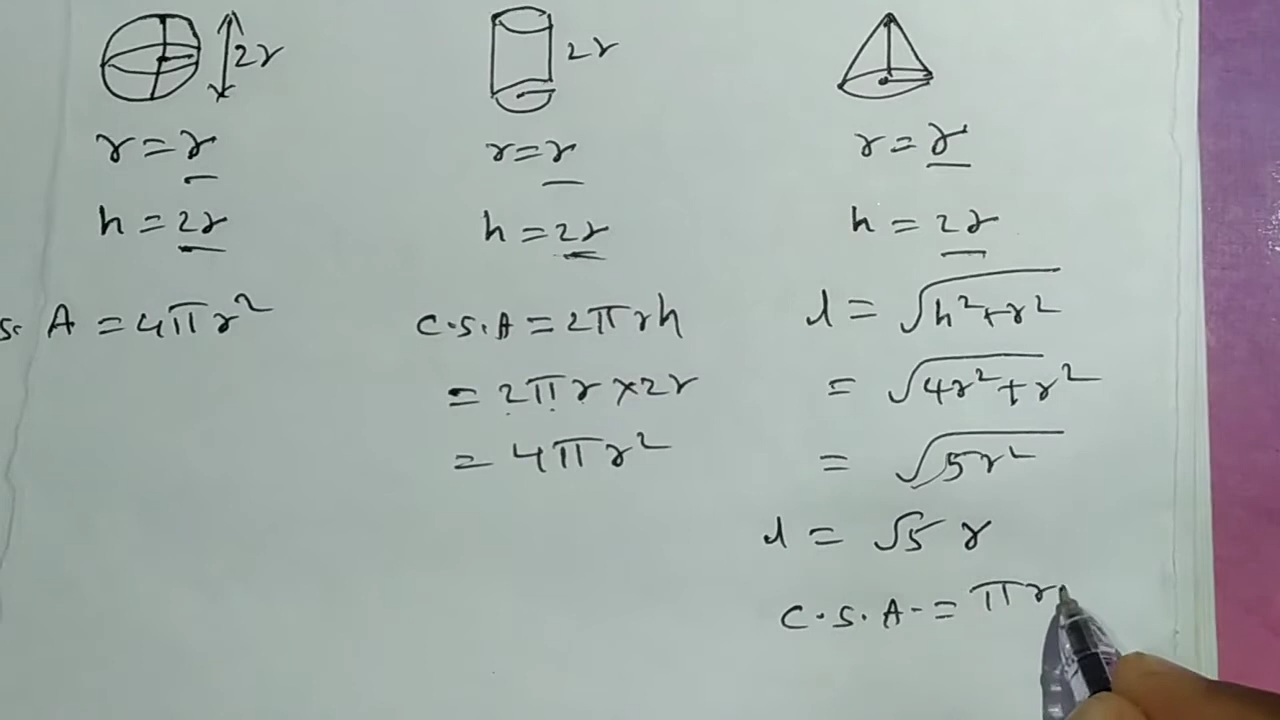 2r
r = r
h = 2r
S. A = 4πr²
2r
r = r
h = 2r
C.S.A = 2πrh
= 2πr × 2r
= 4πr²
r = r
h = 2r
l = √h²+r²
= √4r²+r²
= √5r²
l = √5 r
C.S.A. = πr